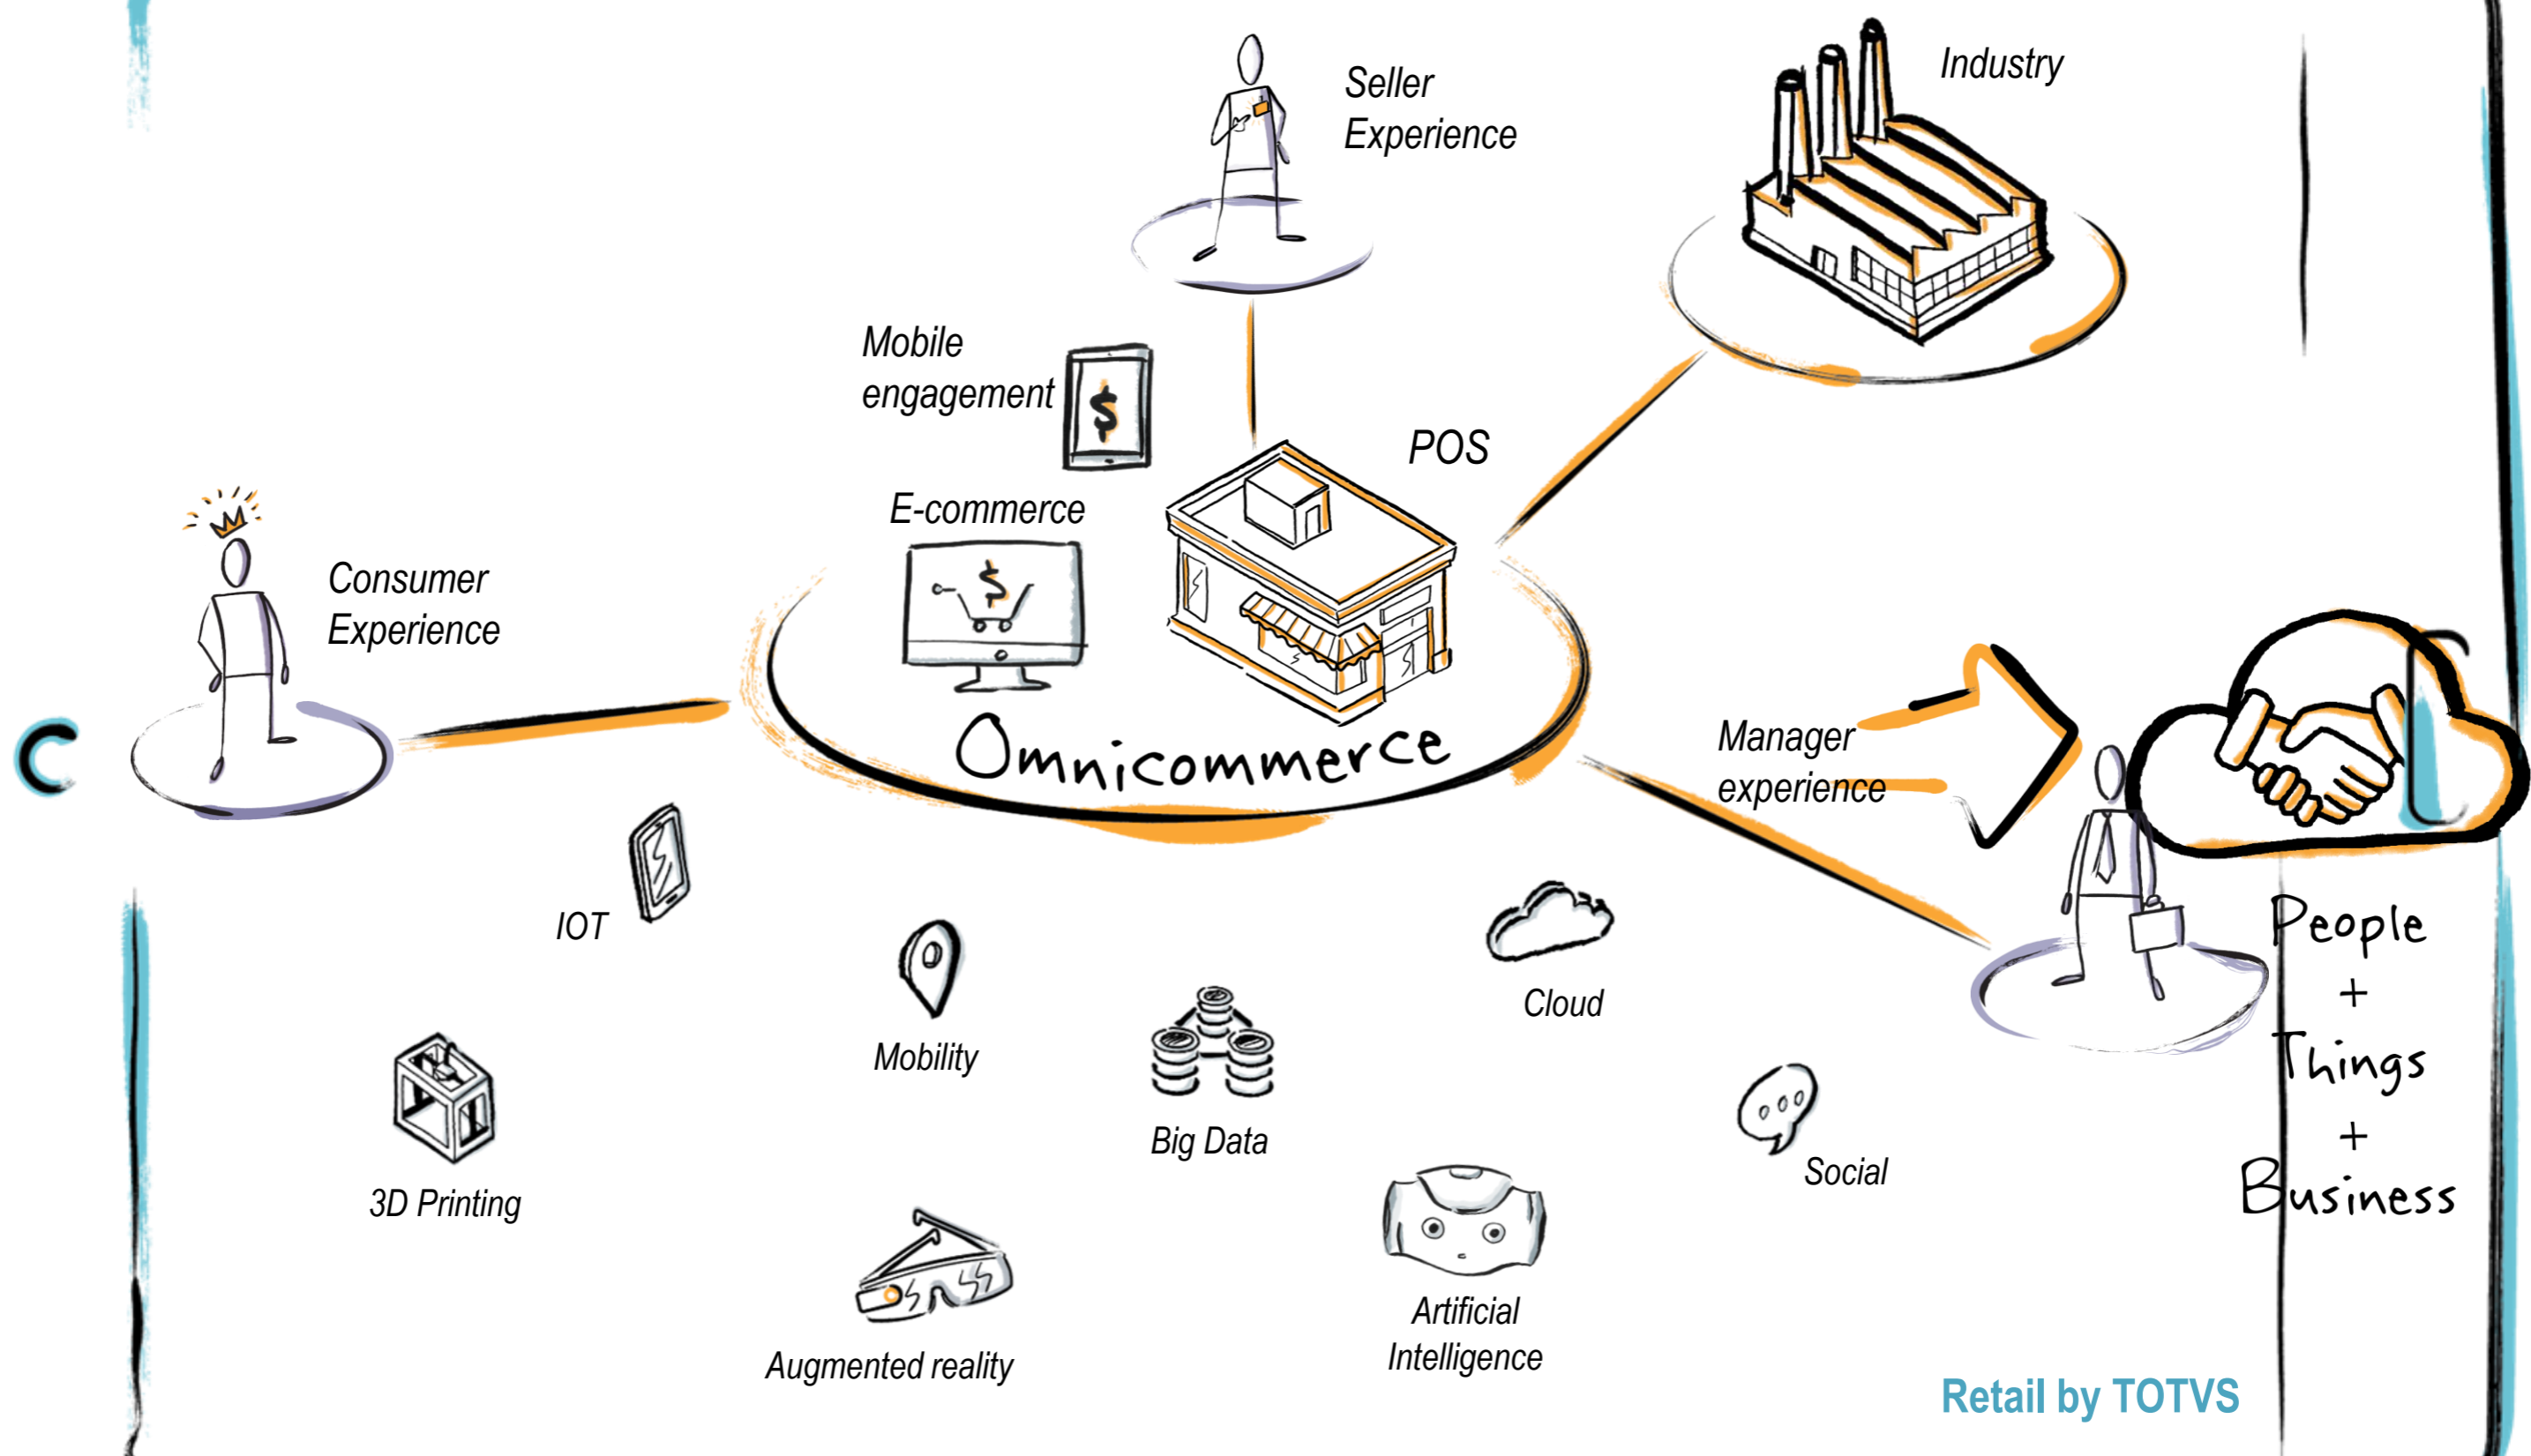 Seller
Experience
Industry
Mobile
engagement
POS
E-commerce
Consumer
Experience
Omnicommerce
Manager
experience
IOT
Mobility
Cloud
People
+
Things
+
Business
Big Data
Social
3D Printing
Artificial
Intelligence
Augmented reality
Retail by TOTVS